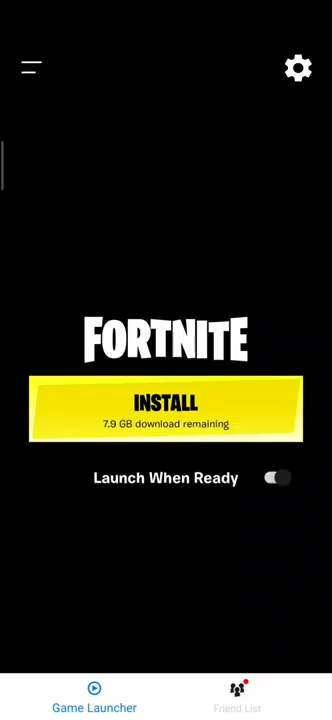 FORTNITE
INSTALL
7.9 GB download remaining
Launch When Ready
Game Launcher
Friend List